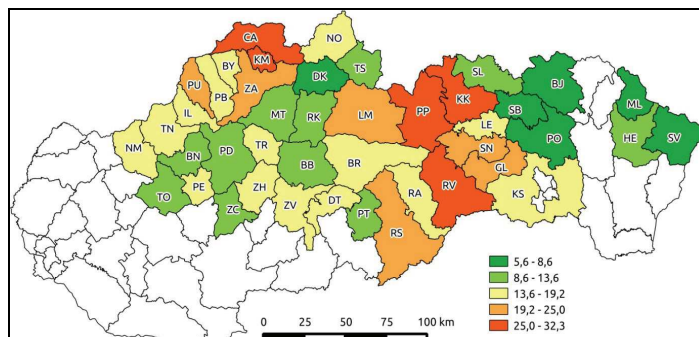 NO
CA
KM
BY
TS
SL
DK
BJ
PU
ZA
PB
KK
ML
IL
MT
RK
LM
PP
SB
TN
LE
PO
HE
SV
NM
BN
PD
TR
SN
BB
BR
GL
TO
PE
ZH
RA
RV
KS
ZC
ZV
DT
PT
RS
5,6 - 8,6
8,6 - 13,6
13,6 - 19,2
19,2 - 25,0
25,0 - 32,3
0 25 50 75 100 km